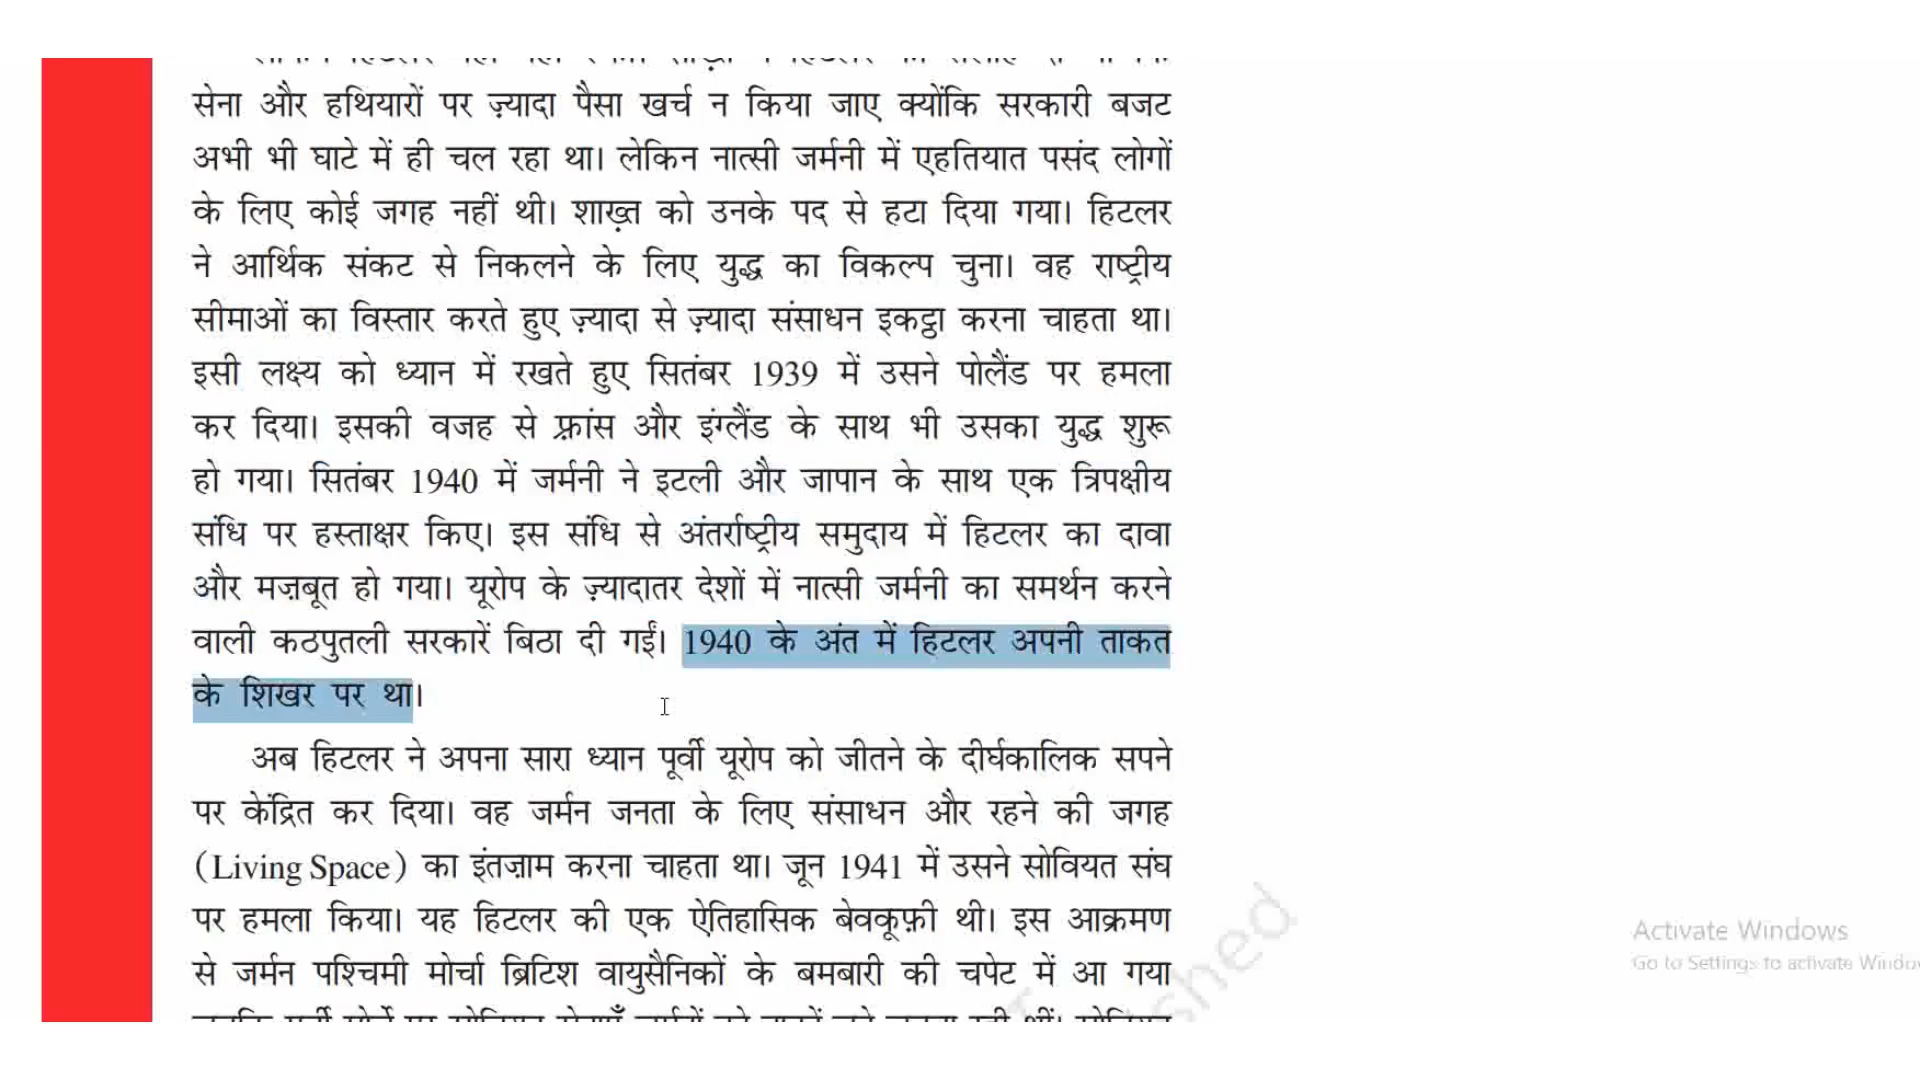 सेना और हथियारों पर ज़्यादा पैसा खर्च न किया जाए क्योंकि सरकारी बजट
अभी भी घाटे में ही चल रहा था। लेकिन नात्सी जर्मनी में एहतियात पसंद लोगों
के लिए कोई जगह नहीं थी। शाख़्त को उनके पद से हटा दिया गया। हिटलर
ने आर्थिक संकट से निकलने के लिए युद्ध का विकल्प चुना। वह राष्ट्रीय
सीमाओं का विस्तार करते हुए ज़्यादा से ज़्यादा संसाधन इकट्ठा करना चाहता था।
इसी लक्ष्य को ध्यान में रखते हुए सितंबर 1939 में उसने पोलैंड पर हमला
कर दिया। इसकी वजह से फ़्रांस और इंग्लैंड के साथ भी उसका युद्ध शुरू
हो गया। सितंबर 1940 में जर्मनी ने इटली और जापान के साथ एक त्रिपक्षीय
संधि पर हस्ताक्षर किए। इस संधि से अंतर्राष्ट्रीय समुदाय में हिटलर का दावा
और मज़बूत हो गया। यूरोप के ज़्यादातर देशों में नात्सी जर्मनी का समर्थन करने
वाली कठपुतली सरकारें बिठा दी गईं। 1940 के अंत में हिटलर अपनी ताकत
के शिखर पर था।
अब हिटलर ने अपना सारा ध्यान पूर्वी यूरोप को जीतने के दीर्घकालिक सपने
पर केंद्रित कर दिया। वह जर्मन जनता के लिए संसाधन और रहने की जगह
(Living Space) का इंतज़ाम करना चाहता था। जून 1941 में उसने सोवियत संघ
पर हमला किया। यह हिटलर की एक ऐतिहासिक बेवकूफ़ी थी। इस आक्रमण
से जर्मन पश्चिमी मोर्चा ब्रिटिश वायुसैनिकों के बमबारी की चपेट में आ गया
Activate Windows
Go to Settings to activate